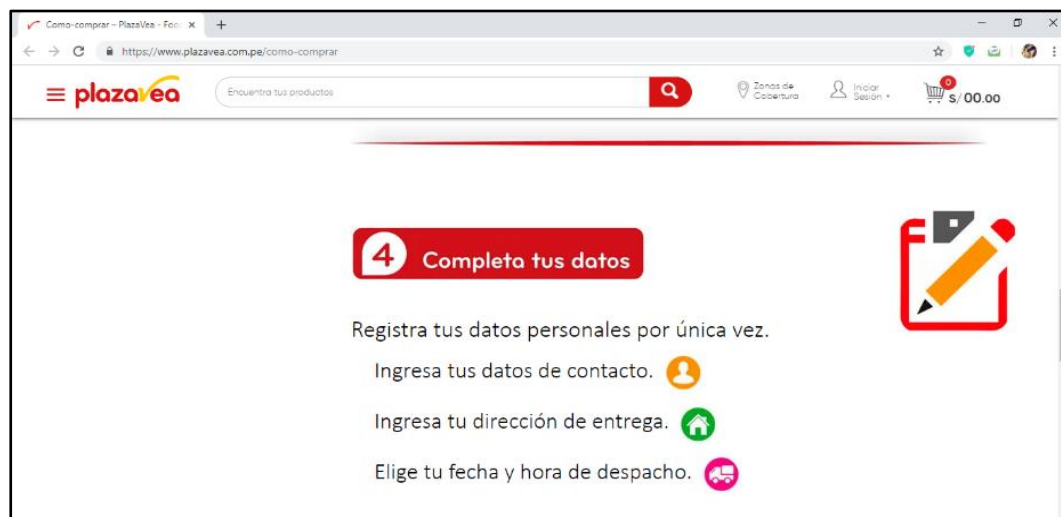 Como-comprar – PlazaVea - Foo
https://www.plazavea.com.pe/como-comprar
plazavea
Encuentra tus productos
Zonas de
Cobertura
Iniciar
Sesión
0
S/ 00.00
4 Completa tus datos
Registra tus datos personales por única vez.
Ingresa tus datos de contacto.
Ingresa tu dirección de entrega.
Elige tu fecha y hora de despacho.